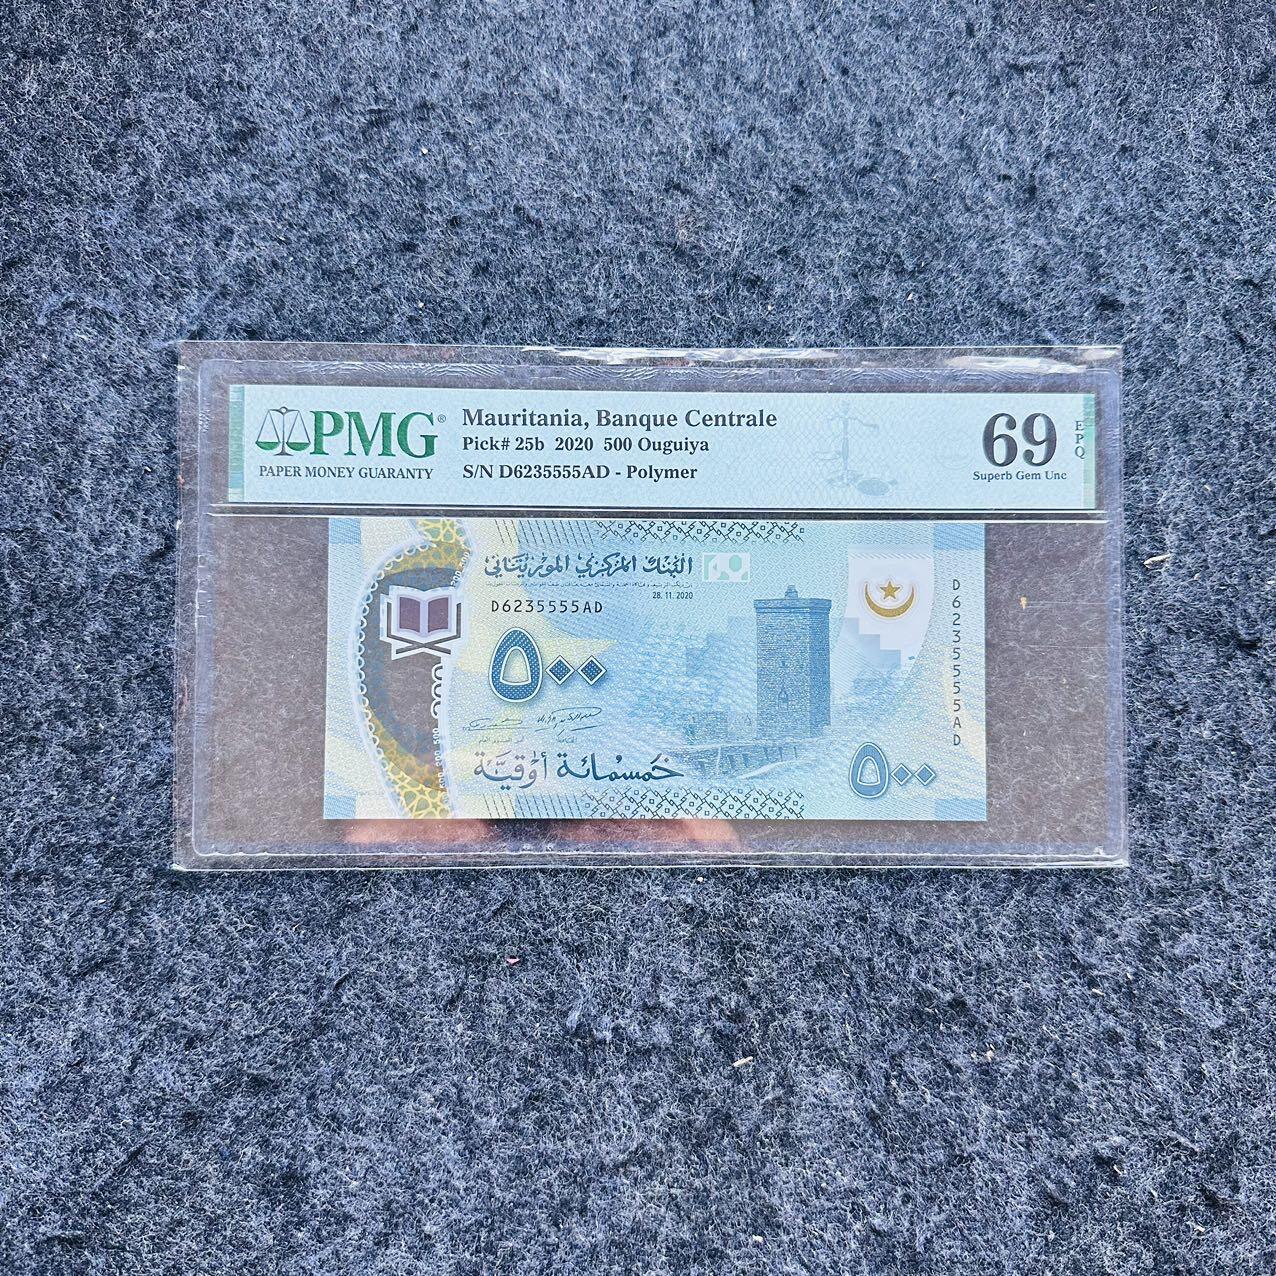 PMG®
PAPER MONEY GUARANTY
Mauritania, Banque Centrale
Pick# 25b 2020 500 Ouguiya
S/N D6235555AD - Polymer
69
EPQ
Superb Gem Unc
البنك المركزي الموريتاني
28.11.2020
D6235555AD
٥٠٠
خمسمائة أوقية
٥٠٠
D6235555AD